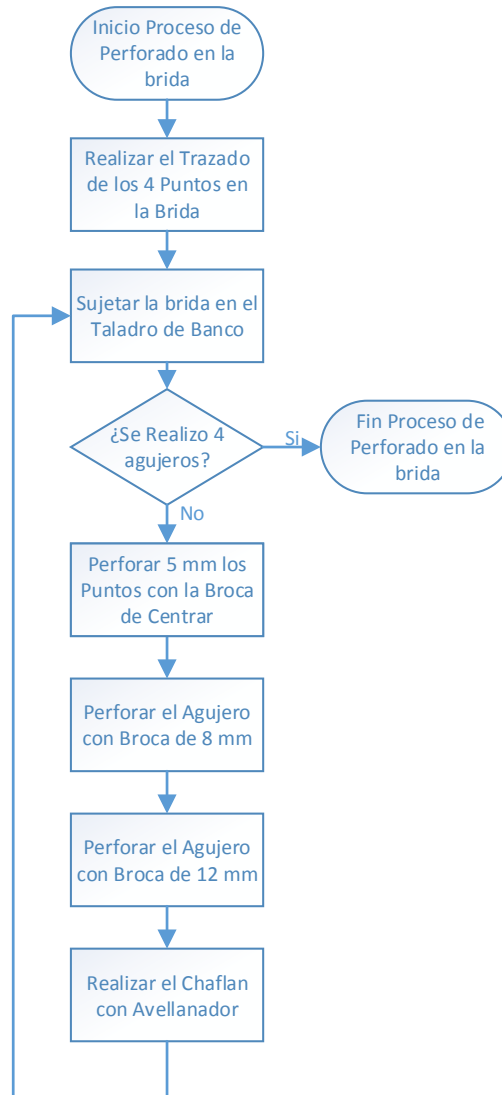 Inicio Proceso de
Perforado en la
brida
Realizar el Trazado
de los 4 Puntos en
la Brida
Sujetar la brida en el
Taladro de Banco
¿Se Realizo 4
agujeros?
Si
Fin Proceso de
Perforado en la
brida
No
Perforar 5 mm los
Puntos con la Broca
de Centrar
Perforar el Agujero
con Broca de 8 mm
Perforar el Agujero
con Broca de 12 mm
Realizar el Chaflan
con Avellanador